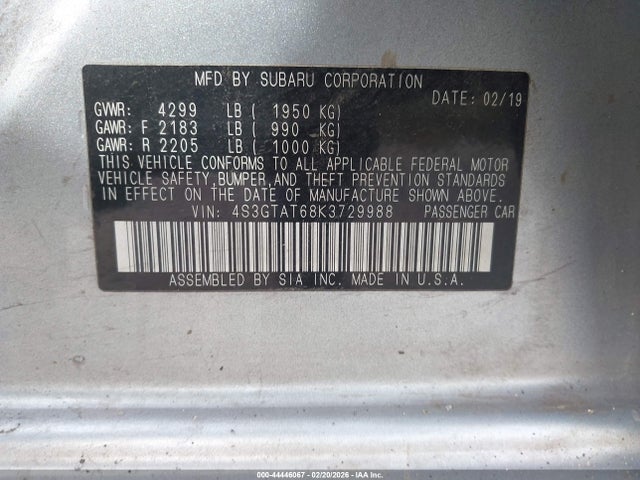 MFD BY SUBARU CORPORATION
DATE: 02/19
GVWR: 4299 LB ( 1950 KG)
GAWR: F 2183 LB ( 990 KG)
GAWR: R 2205 LB ( 1000 KG)
THIS VEHICLE CONFORMS TO ALL APPLICABLE FEDERAL MOTOR
VEHICLE SAFETY,BUMPER,AND THEFT PREVENTION STANDARDS
IN EFFECT ON THE DATE OF MANUFACTURE SHOWN ABOVE.
VIN: 4S3GTAT68K3729988 PASSENGER CAR
ASSEMBLED BY SIA INC. MADE IN U.S.A.
000-44446067 | 02/20/2026 | IAAI Inc.